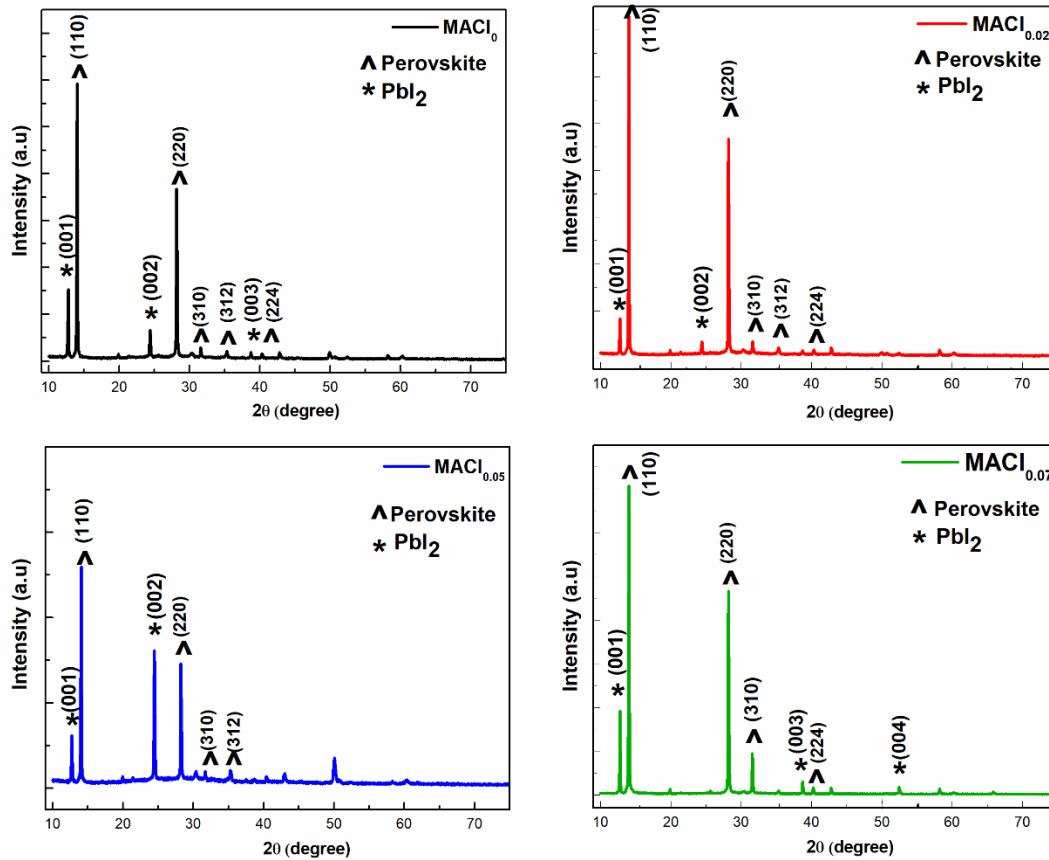 MACl0
^ Perovskite
* PbI2
*(001)
^(110)
*(002)
^(220)
^(310)
^(312)
*(003)
^(224)
Intensity (a.u)
10 20 30 40 50 60 70
2θ (degree)
MACl0.02
^ Perovskite
* PbI2
*(001)
^(110)
*(002)
^(220)
^(310)
^(312)
^(224)
Intensity (a.u)
10 20 30 40 50 60 70
2θ (degree)
MACl0.05
^ Perovskite
* PbI2
*(001)
^(110)
*(002)
^(220)
^(310)
^(312)
Intensity (a.u)
10 20 30 40 50 60 70
2θ (degree)
MACl0.07
^ Perovskite
* PbI2
*(001)
^(110)
^(220)
^(310)
*(003)
^(224)
*(004)
Intensity (a.u)
10 20 30 40 50 60 70
2θ (degree)